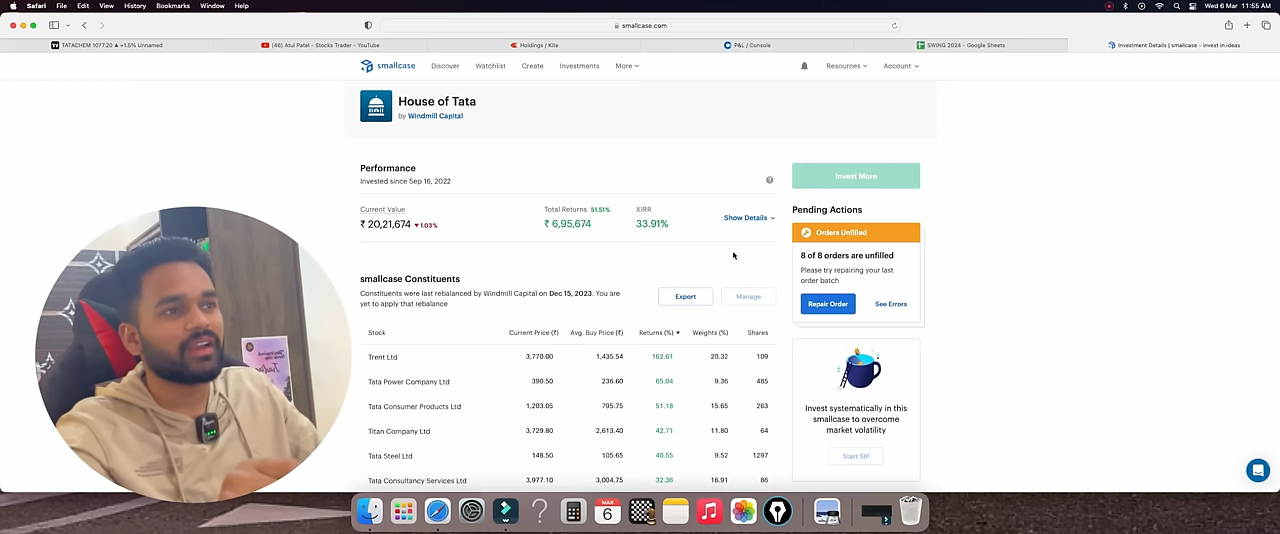 Safari File Edit View History Bookmarks Window Help
Wed 6 Mar 11:55 AM
smallcase.com
TATACHEM 1077.20 ▲ +1.5% Unnamed
(46) Atul Patel - Stocks Trader - YouTube
Holdings / Kite
P&L / Console
SWING 2024 - Google Sheets
Investment Details | smallcase - invest in ideas
smallcase Discover Watchlist Create Investments More Resources Account
House of Tata
by Windmill Capital
Performance
Invested since Sep 16, 2022
?
Current Value
₹ 20,21,674 ▼1.03%
Total Returns 51.51%
₹ 6,95,674
XIRR
33.91%
Show Details
smallcase Constituents
Constituents were last rebalanced by Windmill Capital on Dec 15, 2023. You are
yet to apply that rebalance
Export
Manage
Stock Current Price (₹) Avg. Buy Price (₹) Returns (%) ▼ Weights (%) Shares
Trent Ltd 3,770.00 1,435.54 162.61 20.32 109
Tata Power Company Ltd 390.50 236.60 65.04 9.36 485
Tata Consumer Products Ltd 1,203.05 795.75 51.18 15.65 263
Titan Company Ltd 3,729.80 2,613.40 42.71 11.80 64
Tata Steel Ltd 148.50 105.65 40.55 9.52 1297
Tata Consultancy Services Ltd 3,977.10 3,004.75 32.36 16.91 86
Invest More
Pending Actions
Orders Unfilled
8 of 8 orders are unfilled
Please try repairing your last
order batch
Repair Order
See Errors
Invest systematically in this
smallcase to overcome
market volatility
Start SIP
MAR
6